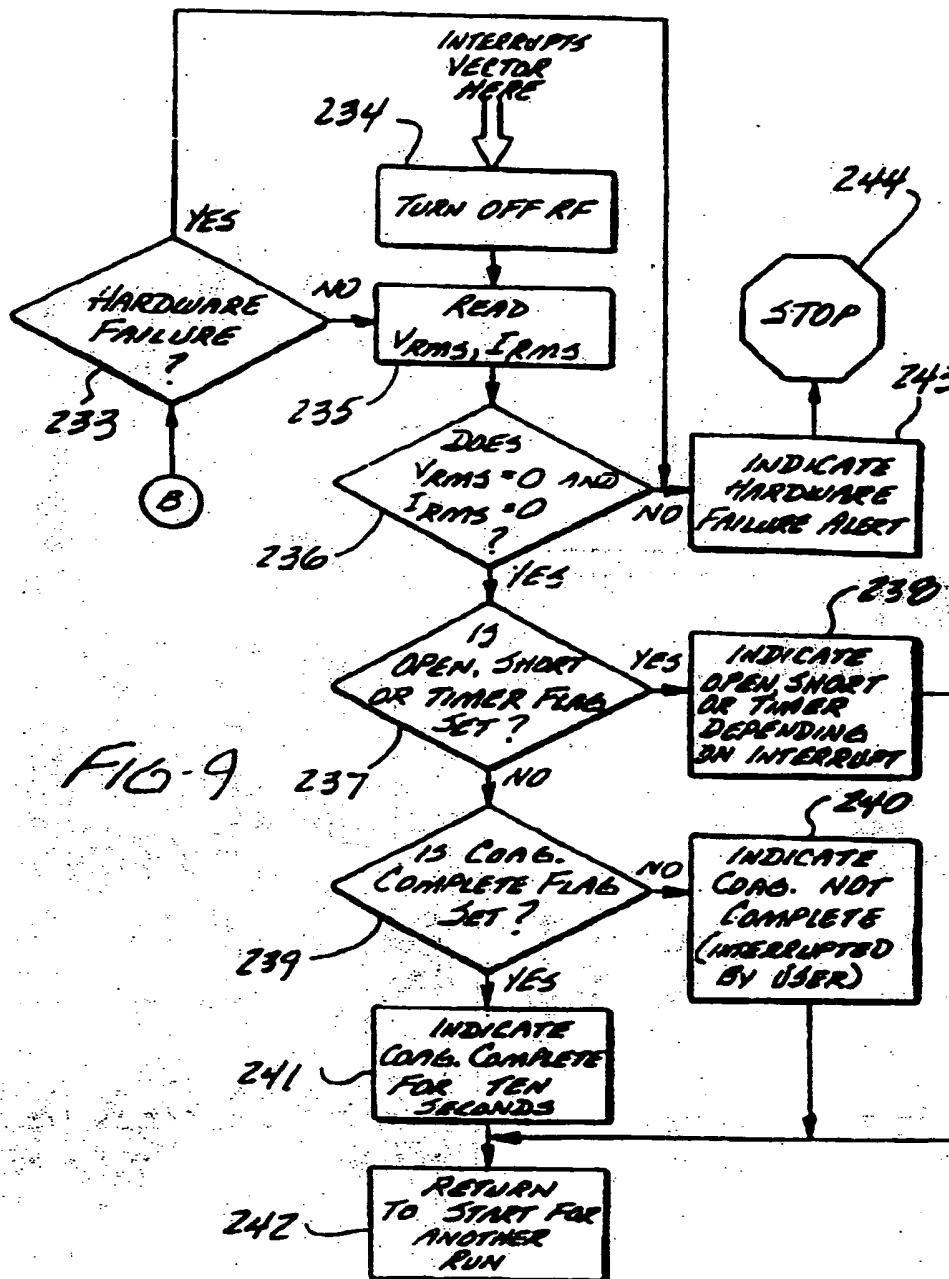 INTERRUPTS
VECTOR
HERE
234
TURN OFF RF
244
STOP
YES
HARDWARE
FAILURE
?
233
NO
READ
VRMS, IRMS
235
B
DOES
VRMS = 0 AND
IRMS = 0
?
236
NO
243
INDICATE
HARDWARE
FAILURE ALERT
YES
IS
OPEN, SHORT
OR TIMER FLAG
SET?
237
YES
238
INDICATE
OPEN, SHORT
OR TIMER
DEPENDING
ON INTERRUPT
FIG-9
NO
IS COAG.
COMPLETE FLAG
SET?
239
NO
240
INDICATE
COAG. NOT
COMPLETE
(INTERRUPTED
BY USER)
YES
INDICATE
COAG. COMPLETE
FOR TEN
SECONDS
241
RETURN
TO START FOR
ANOTHER
RUN
242